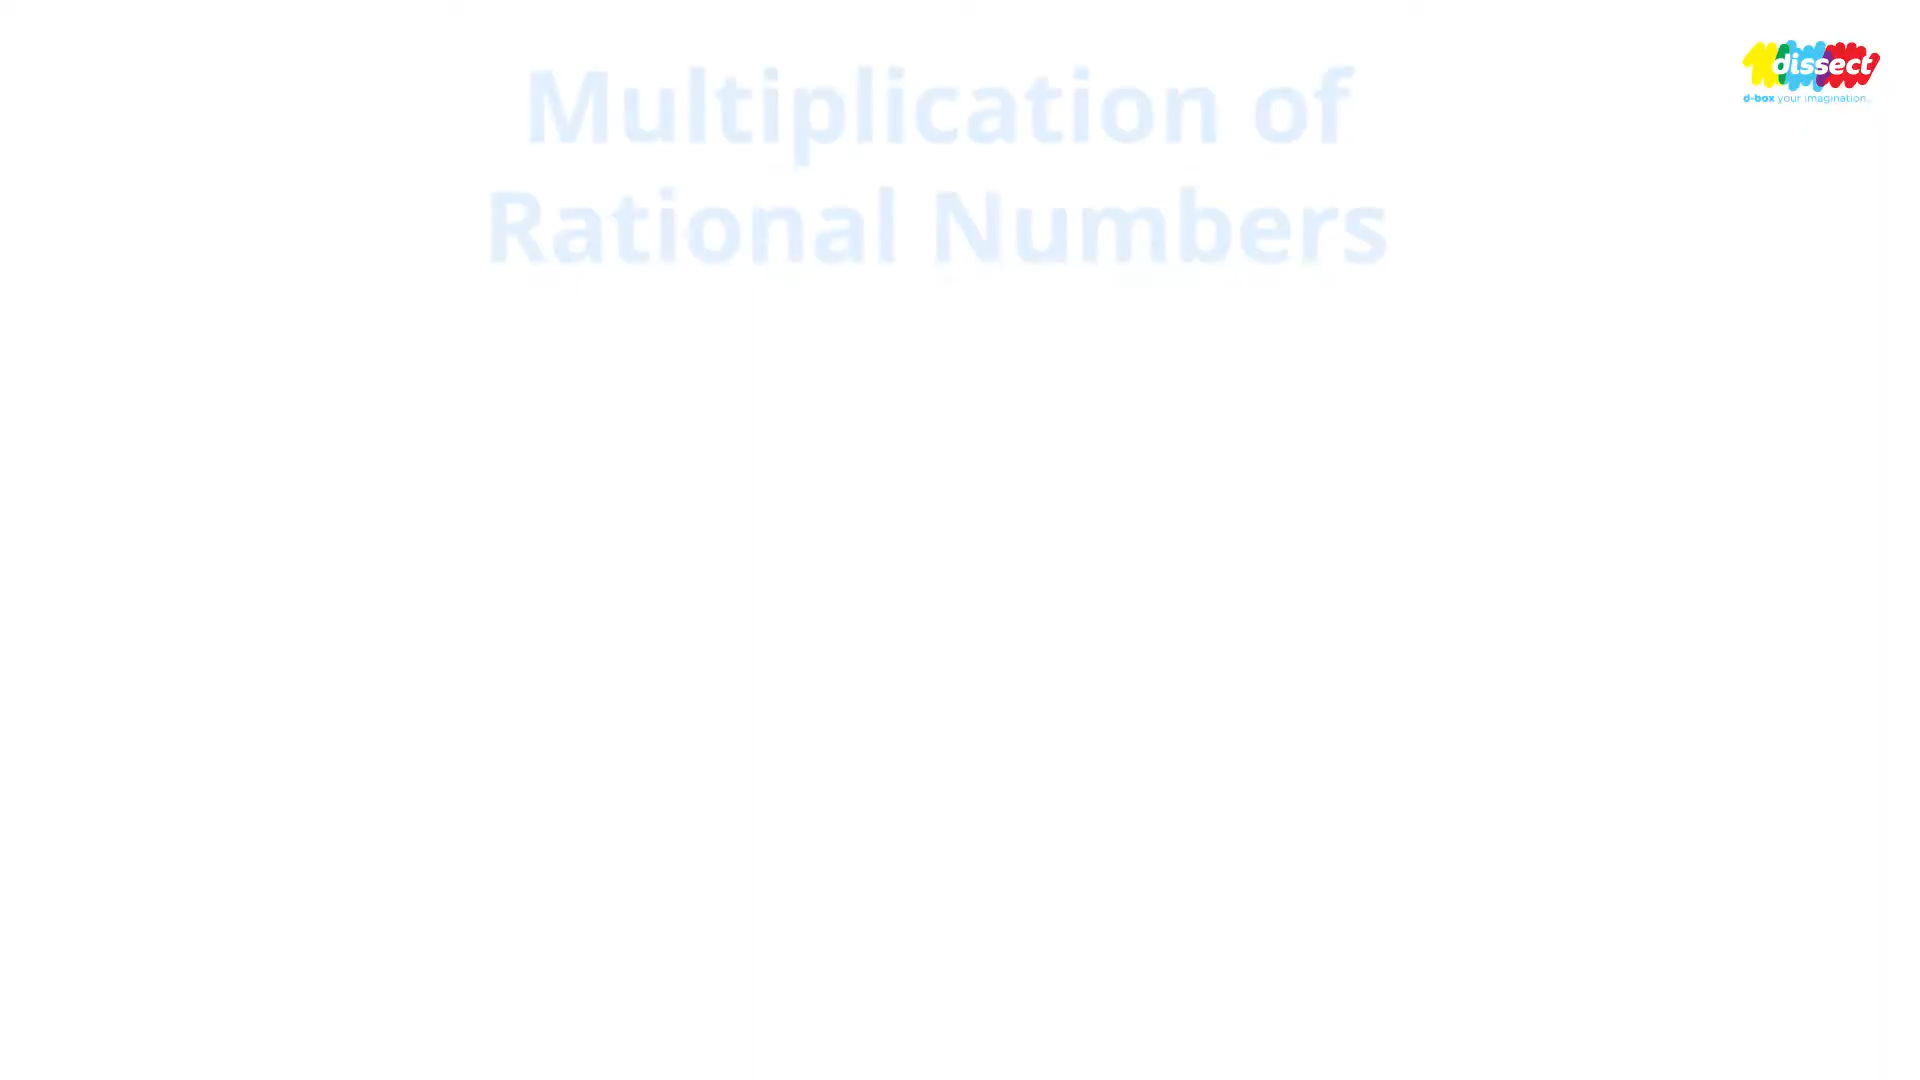 Multiplication of
Rational Numbers
dissect
d-box your imagination.